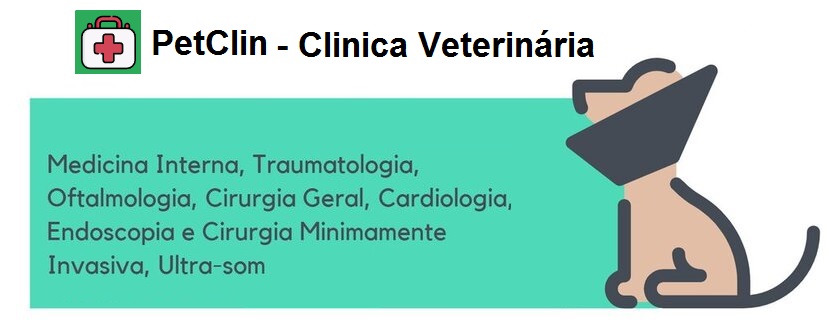 PetClin - Clinica Veterinária
Medicina Interna, Traumatologia,
Oftalmologia, Cirurgia Geral, Cardiologia,
Endoscopia e Cirurgia Minimamente
Invasiva, Ultra-som